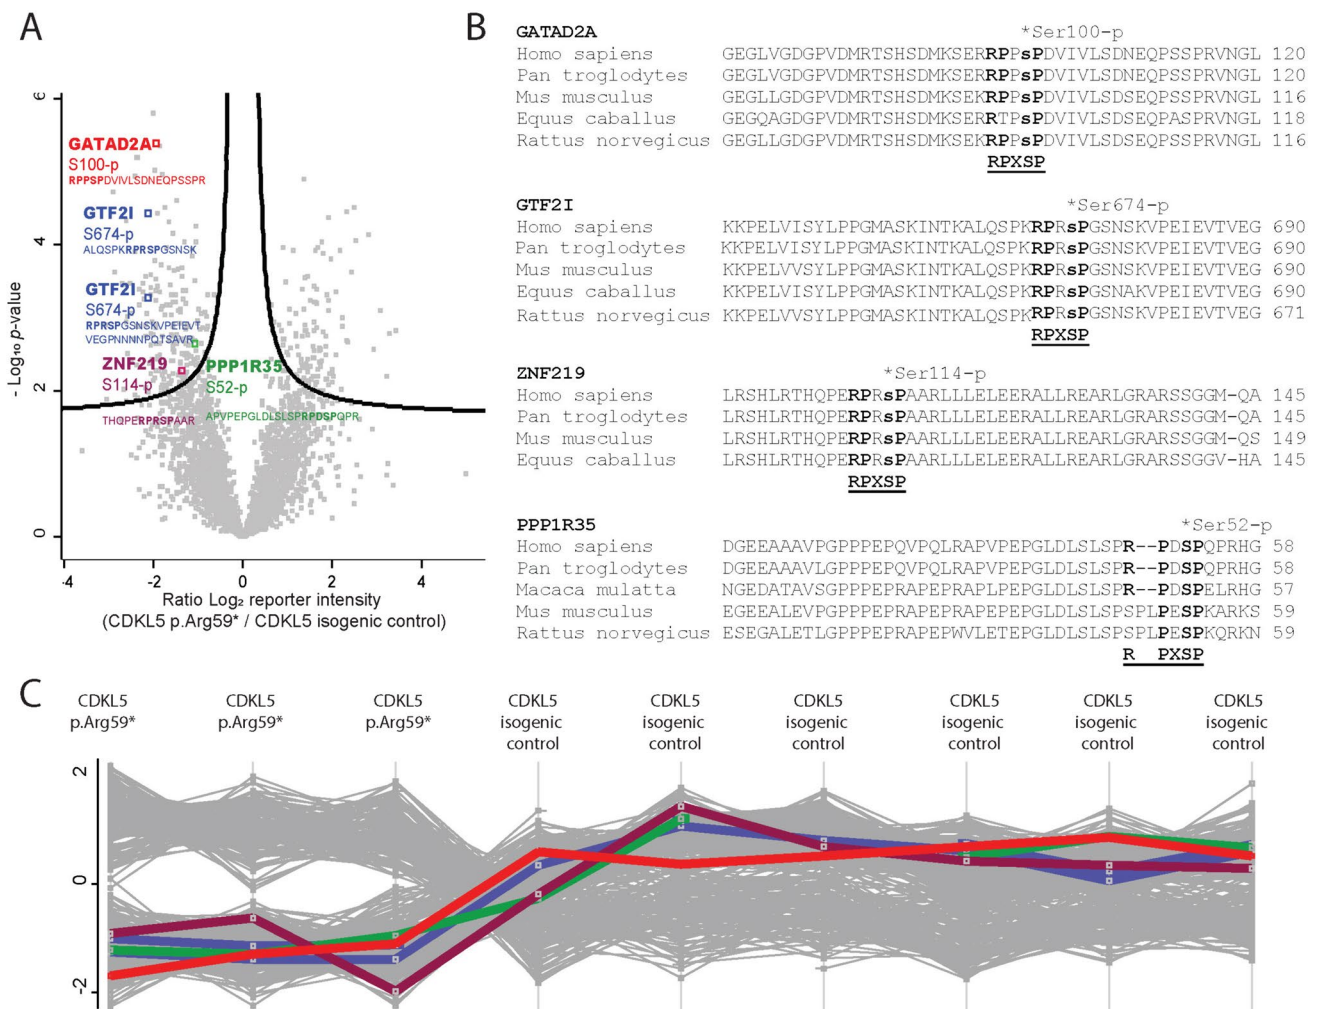 A
6
4
2
0
- Log₁₀ p-value
GATAD2A
S100-p
RPPSPDVIVLSDNEQPSSPR
GTF2I
S674-p
ALQSPKRPRSPGSNSK
GTF2I
S674-p
RPRSPGSNSKVPEIEVT
VEGPNNNNPQTSAVR
ZNF219
S114-p
THQPERPRSPAAR
PPP1R35
S52-p
APVPEPGLDLSLSPRPDSPQPR
-4 -2 0 2 4
Ratio Log₂ reporter intensity
(CDKL5 p.Arg59* / CDKL5 isogenic control)
B
GATAD2A *Ser100-p
Homo sapiens GEGLVGDGPVDMRTSHSDMKSERRPPsPDVIVLSDNEQPSSPRVNGL 120
Pan troglodytes GEGLVGDGPVDMRTSHSDMKSERRPPsPDVIVLSDNEQPSSPRVNGL 120
Mus musculus GEGLLGDGPVDMRTSHSDMKSEKRPPsPDVIVLSDSEQPSSPRVNGL 116
Equus caballus GEGQAGDGPVDMRTSHSDMKSERRTPsPDVIVLSDNEQPASPRVNGL 118
Rattus norvegicus GEGLLGDGPVDMRTSHSDMKSEKRPPsPDVIVLSDSEQPSSPRVNGL 116
RPXSP
GTF2I *Ser674-p
Homo sapiens KKPELVISYLPPGMASKINTKALQSPKRPRsPGSNSKVPEIEVTVEG 690
Pan troglodytes KKPELVISYLPPGMASKINTKALQSPKRPRsPGSNSKVPEIEVTVEG 690
Mus musculus KKPELVVSYLPPGMASKINTKALQSPKRPRsPGSNSKVPEIEVTVEG 690
Equus caballus KKPELVISYLPPGMASKINTKALQSPKRPRsPGSNAKVPEIEVTVEG 690
Rattus norvegicus KKPELVVSYLPPGMASKINTKALQSPKRPRsPGSNSKVPEIEVTVEG 671
RPXSP
ZNF219 *Ser114-p
Homo sapiens LRSHLRTHQPERPRsPAARLLLELEERALLREARLGRARSSGGM-QA 145
Pan troglodytes LRSHLRTHQPERPRsPAARLLLELEERALLREARLGRARSSGGM-QA 145
Mus musculus LRSHLRTHQPERPRsPAARLLLELEERALLREARLGRARSSGGM-QS 149
Equus caballus LRSHLRTHQPERPRsPAARLLLELEERALLREARLGRARSSGGV-HA 145
RPXSP
PPP1R35 *Ser52-p
Homo sapiens DGEEAAAVPGPPPEPQVPQLRAPVPEPGLDLSLSPR--PDSPQPRHG 58
Pan troglodytes DGEEAAAVPGPPPEPQVPQLRAPVPEPGLDLSLSPR--PDSPQPRHG 58
Macaca mulatta NGEDATAVSGPPPEPRAPEPRAPLPEPGLDLSLSPR--PDSPELRHG 57
Mus musculus EGEEALEVPGPPPEPRAPEPRAPEPEPGLDLSLSPSPLPESPKARKS 59
Rattus norvegicus ESEGALETLGPPPEPRAPEPWVLETEPGLDLSLSPSPLPESPKQRKN 59
R PXSP
C
CDKL5 p.Arg59*
CDKL5 p.Arg59*
CDKL5 p.Arg59*
CDKL5 isogenic control
CDKL5 isogenic control
CDKL5 isogenic control
CDKL5 isogenic control
CDKL5 isogenic control
CDKL5 isogenic control
2
0
-2